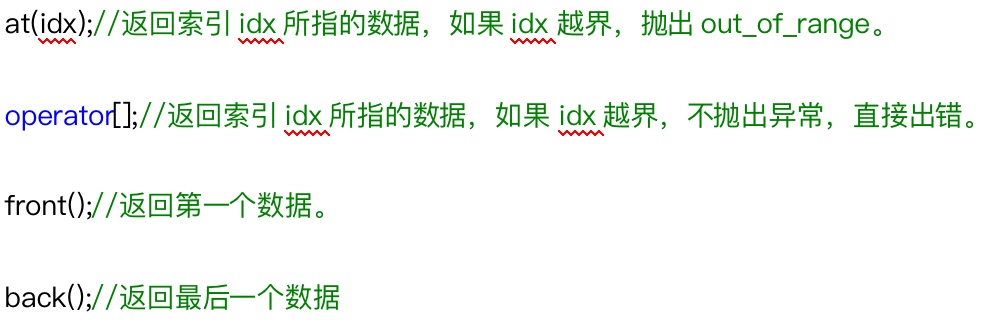 at(idx);//返回索引 idx 所指的数据，如果 idx 越界，抛出 out_of_range。
operator[];//返回索引 idx 所指的数据，如果 idx 越界，不抛出异常，直接出错。
front();//返回第一个数据。
back();//返回最后一个数据